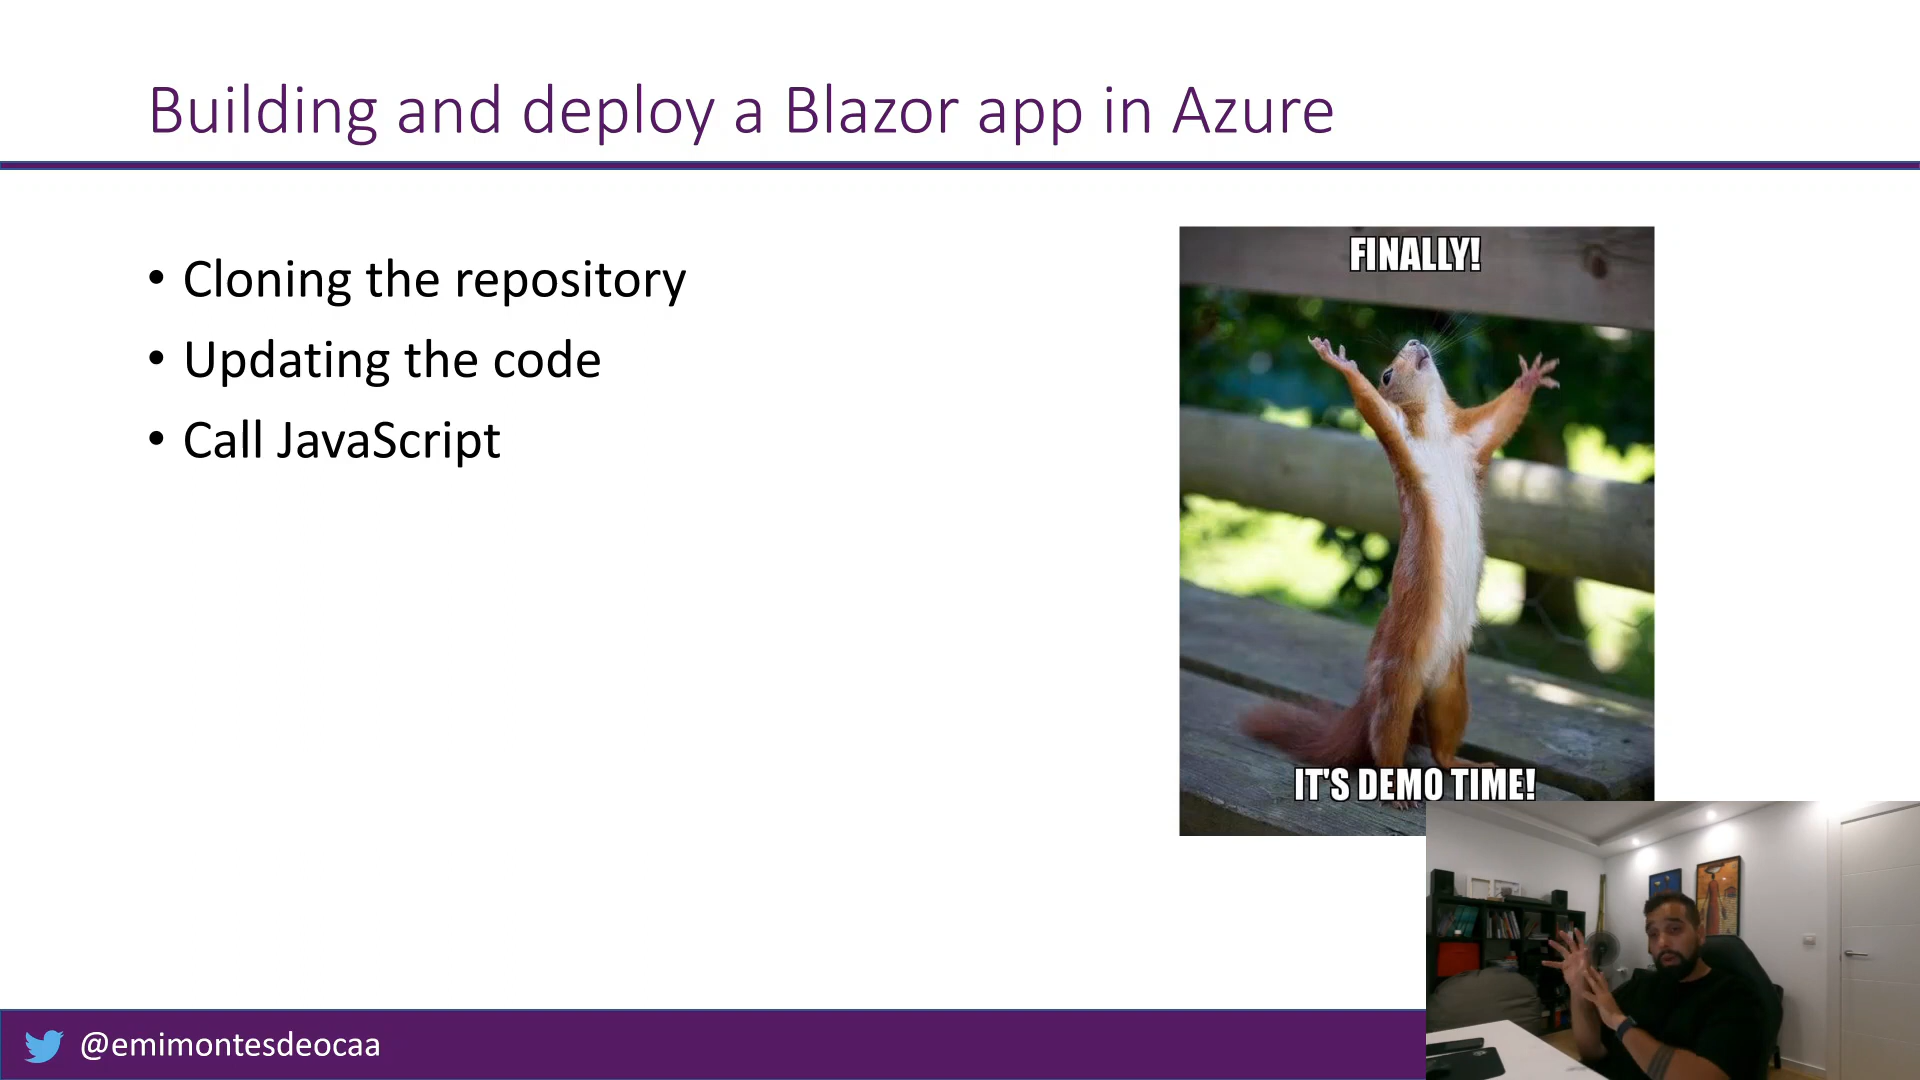 Building and deploy a Blazor app in Azure
• Cloning the repository
• Updating the code
• Call JavaScript
FINALLY!
IT'S DEMO TIME!
@emimontesdeocaa